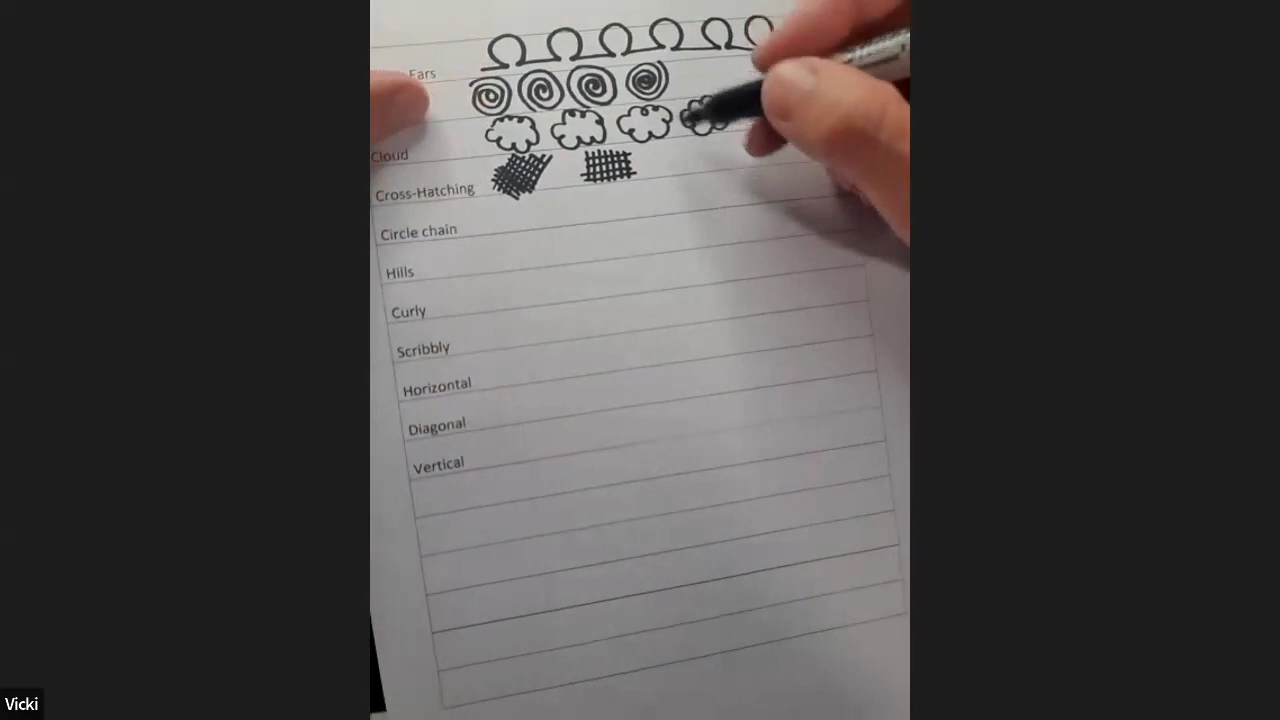 Ears
Cloud
Cross-Hatching
Circle chain
Hills
Curly
Scribbly
Horizontal
Diagonal
Vertical
Vicki